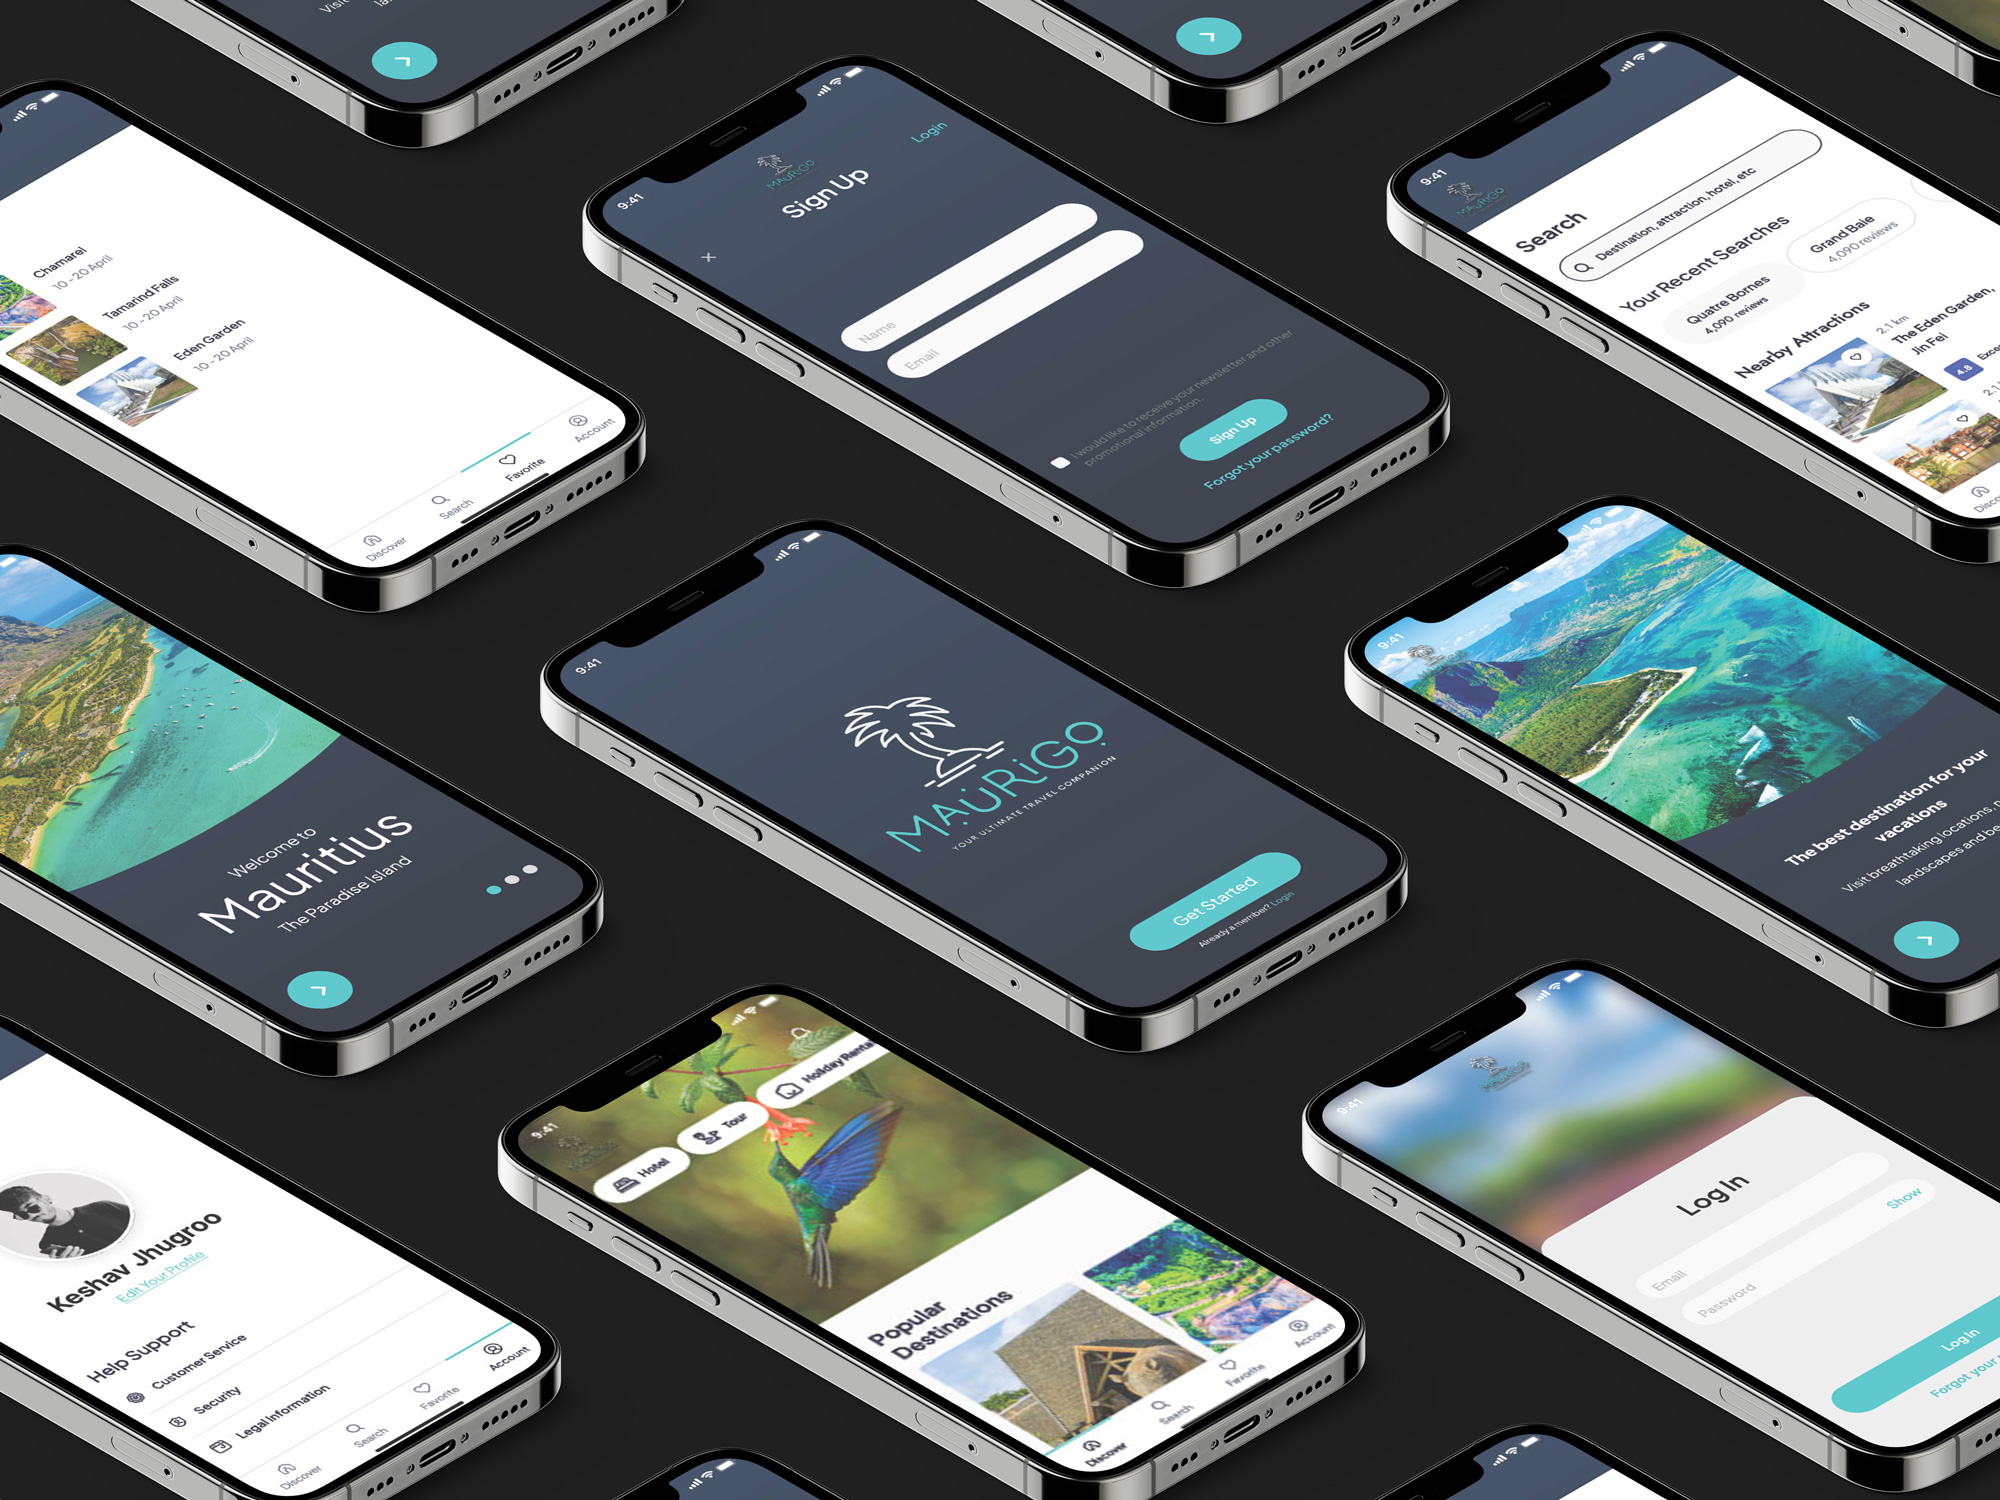 Visit
Chamarel
10 - 20 April
Tamarind Falls
10 - 20 April
Eden Garden
10 - 20 April
Discover
Search
Favorite
Account
9:41
Login
MAURIGO
Sign Up
Name
Email
I would like to receive your newsletter and other
promotional information.
Sign Up
Forgot your password?
9:41
MAURIGO
Search
Destination, attraction, hotel, etc
Your Recent Searches
Quatre Bornes
4,090 reviews
Grand Baie
4,090 reviews
Nearby Attractions
2.1 km
The Eden Garden,
Jin Fei
4.8
Welcome to
Mauritius
The Paradise Island
9:41
MAURIGO
YOUR ULTIMATE TRAVEL COMPANION
Get Started
Already a member? Login
9:41
The best destination for your
vacations
Visit breathtaking locations,
landscapes and
Keshav Jhugroo
Edit Your Profile
Help Support
Customer Service
Security
Legal information
Discover
Search
Favorite
Account
9:41
Hotel
Tour
Holiday
Popular
Destinations
Discover
Search
Favorite
Account
9:41
MAURIGO
Log In
Email
Password
Show
Log In
Forgot your